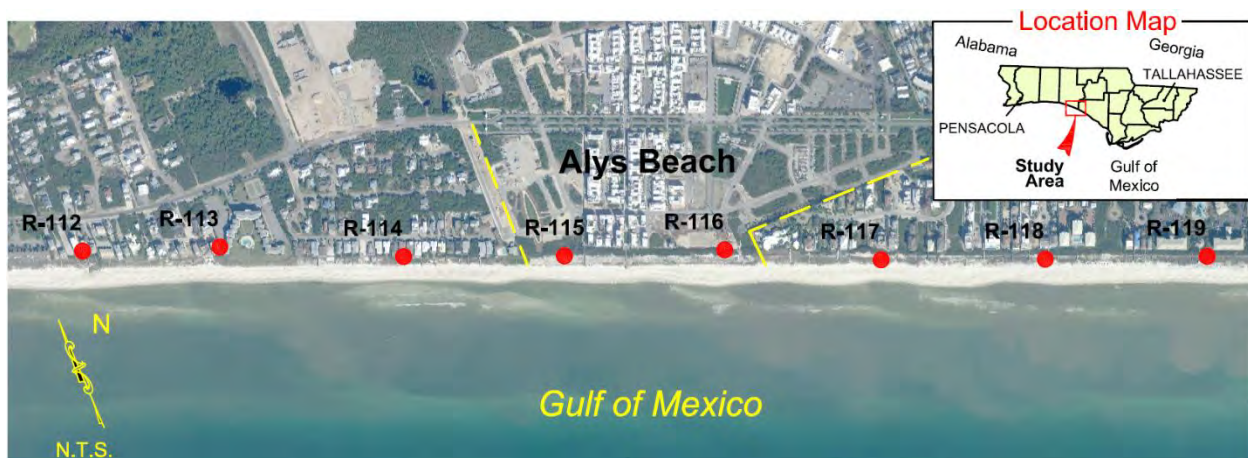 Location Map
Alabama
Georgia
TALLAHASSEE
PENSACOLA
Study
Area
Gulf of
Mexico
Alys Beach
R-112
R-113
R-114
R-115
R-116
R-117
R-118
R-119
N
N.T.S.
Gulf of Mexico